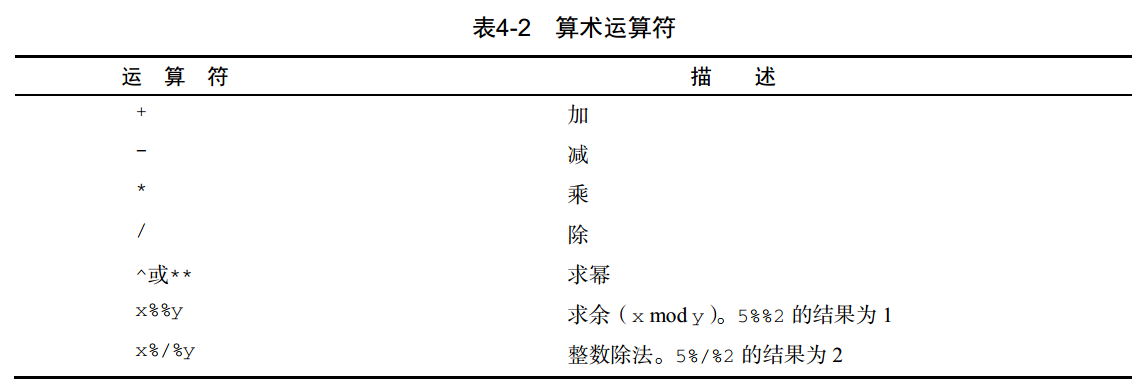 表4-2 算术运算符
运 算 符 描 述
+ 加
- 减
* 乘
/ 除
^或** 求幂
x%%y 求余（x mod y）。5%%2 的结果为 1
x%/%y 整数除法。5%/%2 的结果为 2